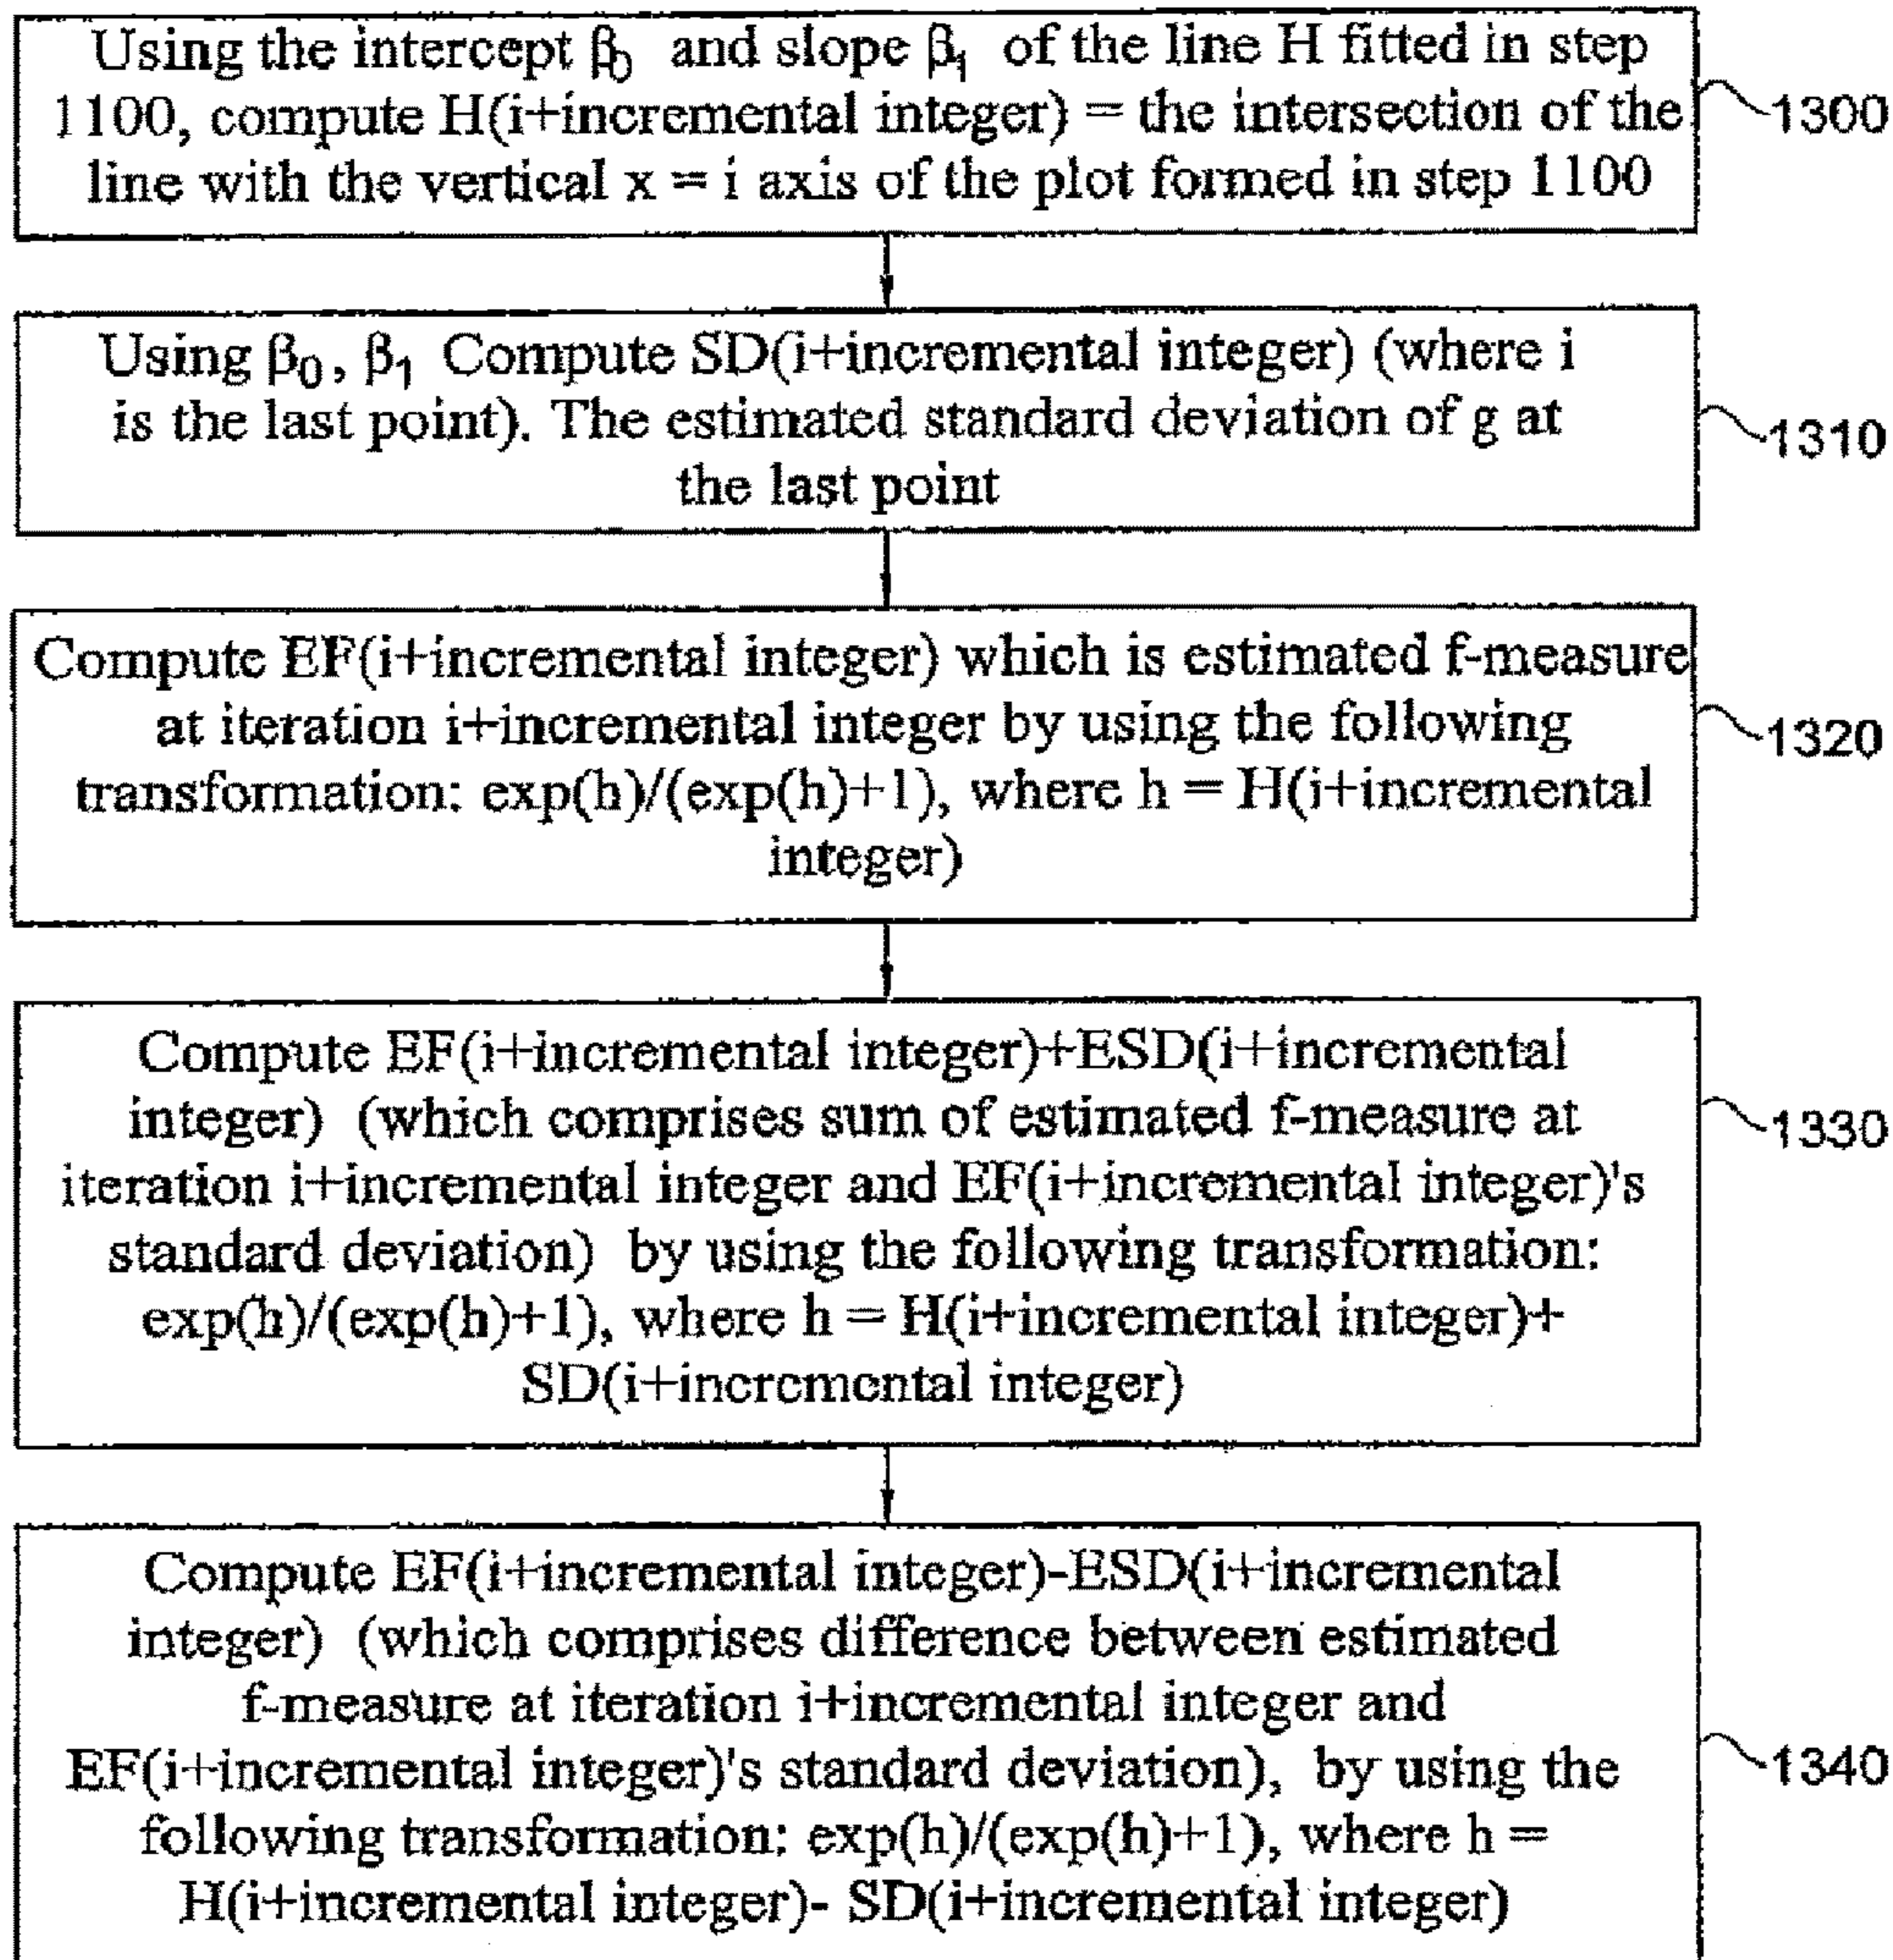 Using the intercept β0 and slope β1 of the line H fitted in step
1100, compute H(i+incremental integer) = the intersection of the
line with the vertical x = i axis of the plot formed in step 1100
1300
Using β0, β1 Compute SD(i+incremental integer) (where i
is the last point). The estimated standard deviation of g at
the last point
1310
Compute EF(i+incremental integer) which is estimated f-measure
at iteration i+incremental integer by using the following
transformation: exp(h)/(exp(h)+1), where h = H(i+incremental
integer)
1320
Compute EF(i+incremental integer)+ESD(i+incremental
integer) (which comprises sum of estimated f-measure at
iteration i+incremental integer and EF(i+incremental integer)'s
standard deviation) by using the following transformation:
exp(h)/(exp(h)+1), where h = H(i+incremental integer)+
SD(i+incremental integer)
1330
Compute EF(i+incremental integer)-ESD(i+incremental
integer) (which comprises difference between estimated
f-measure at iteration i+incremental integer and
EF(i+incremental integer)'s standard deviation), by using the
following transformation: exp(h)/(exp(h)+1), where h =
H(i+incremental integer)- SD(i+incremental integer)
1340